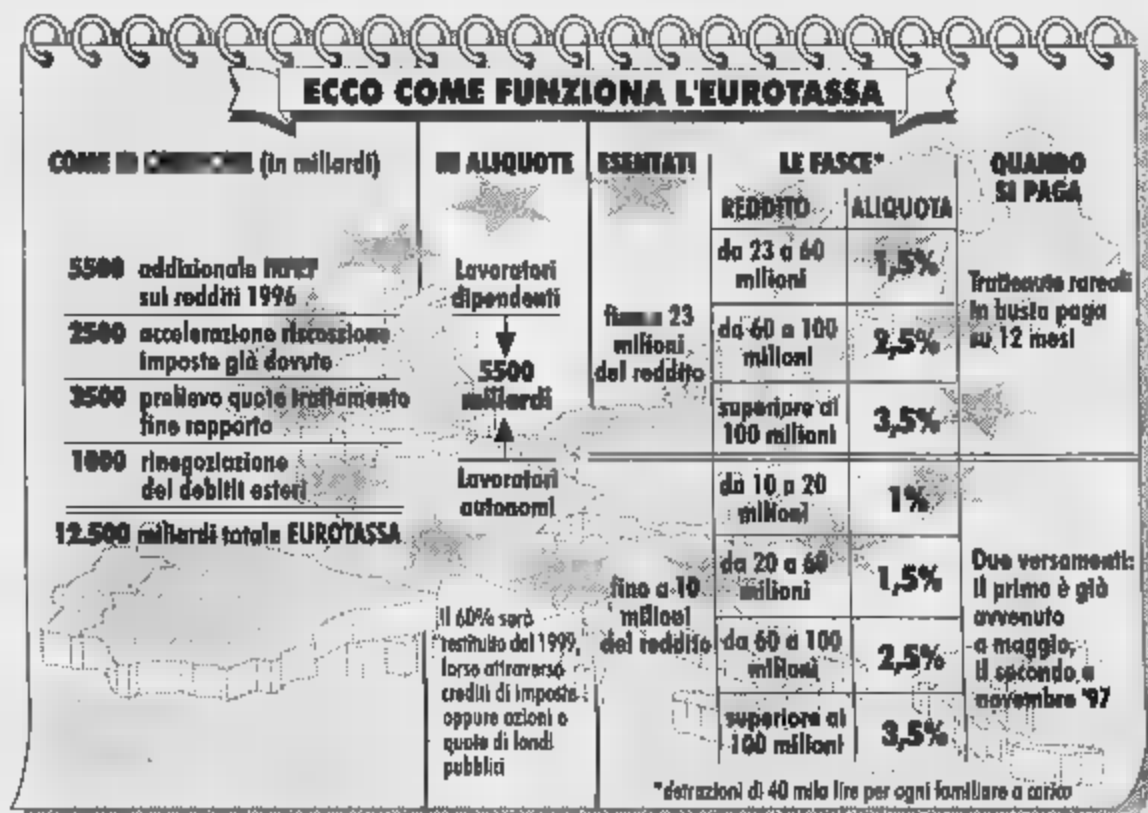 ECCO COME FUNZIONA L'EUROTASSA
COME (in miliardi)
5500 addizionale
sui redditi 1996
2500 accelerazione riscossione
imposte già dovute
3500 prelievo quote trattamento
fine rapporto
1000 rinegoziazione
dei debiti esteri
12.500 miliardi totale EUROTASSA
ALIQUOTE
Lavoratori
dipendenti
5500
miliardi
Lavoratori
autonomi
Il 60% sarà
restituito dal 1999,
forse attraverso
crediti di imposta
oppure azioni o
quote di fondi
pubblici
ESENTATI
23
milioni
del reddito
fino a 10
milioni
del reddito
LE FASCE*
REDDITO ALIQUOTA
da 23 a 60
milioni 1,5%
da 60 a 100
milioni 2,5%
superiore ai
100 milioni 3,5%
da 10 a 20
milioni 1%
da 20 a 60
milioni 1,5%
da 60 a 100
milioni 2,5%
superiore ai
100 milioni 3,5%
QUANDO
SI PAGA
Trattenute rateali
in busta paga
su 12 mesi
Due versamenti:
il primo è già
avvenuto
a maggio,
il secondo a
novembre '97
*detrazioni di 40 mila lire per ogni familiare a carico